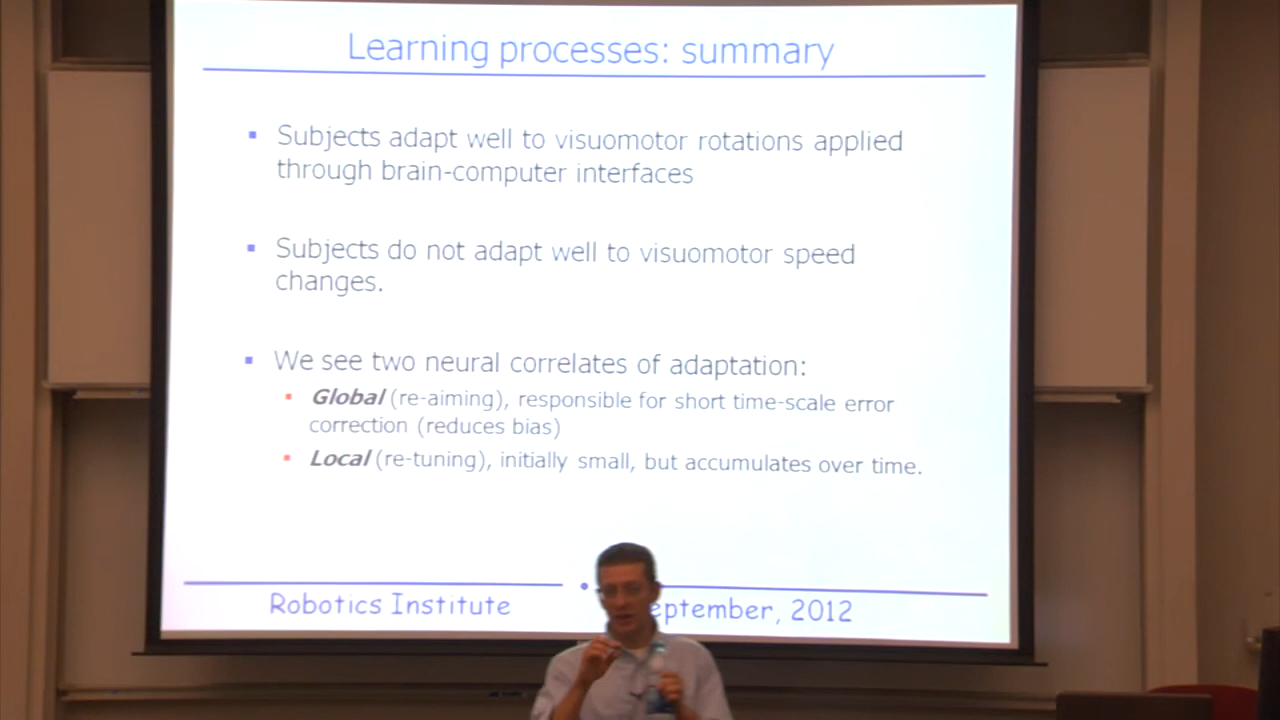 Learning processes: summary
Subjects adapt well to visuomotor rotations applied
through brain-computer interfaces
Subjects do not adapt well to visuomotor speed
changes.
We see two neural correlates of adaptation:
Global (re-aiming), responsible for short time-scale error
correction (reduces bias)
Local (re-tuning), initially small, but accumulates over time.
Robotics Institute • eptember, 2012